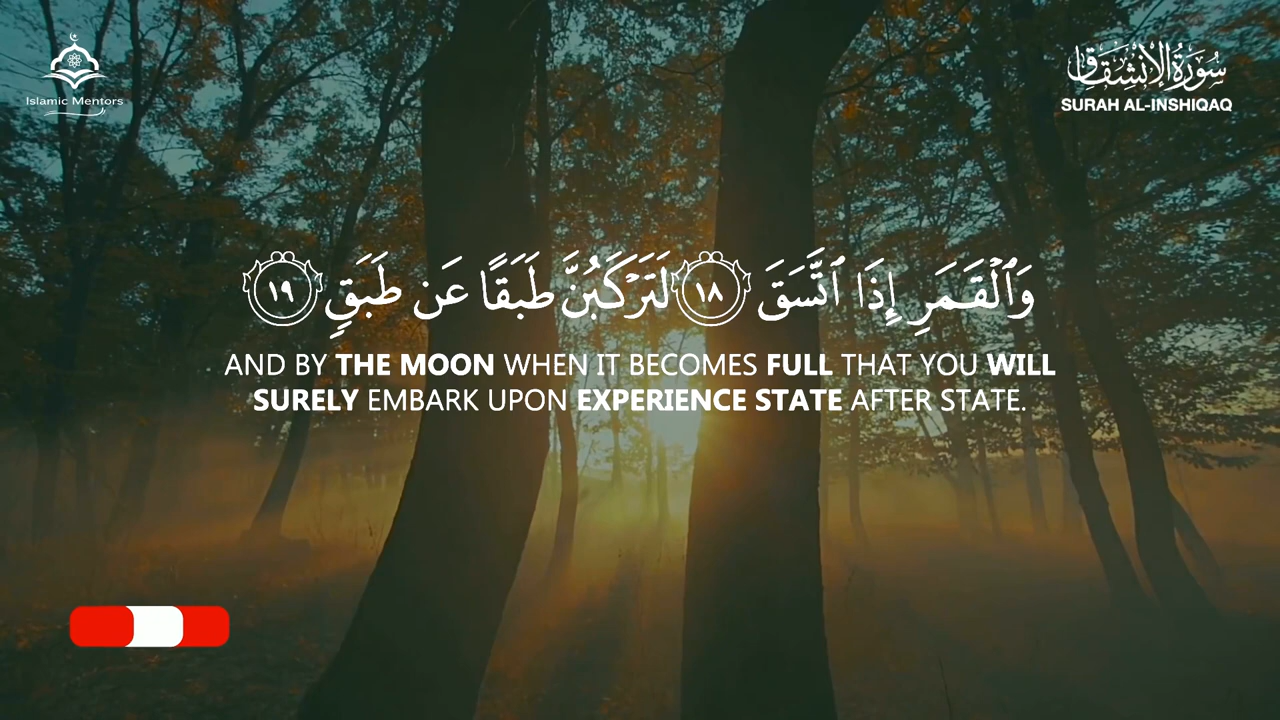 Islamic Mentors
سُورَةُ الْإِنْشِقَاقِ
SURAH AL-INSHIQAQ
وَٱلْقَمَرِ إِذَا ٱتَّسَقَ ١٨ لَتَرْكَبُنَّ طَبَقًا عَن طَبَقٍ ١٩
AND BY THE MOON WHEN IT BECOMES FULL THAT YOU WILL
SURELY EMBARK UPON EXPERIENCE STATE AFTER STATE.